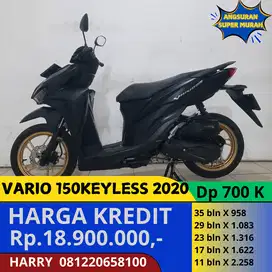 ANGSURAN
SUPER MURAH
VARIO 150KEYLESS 2020
Dp 700 K
HARGA KREDIT
Rp.18.900.000,-
HARRY 081220658100
35 bln X 958
29 bln X 1.083
23 bln X 1.316
17 bln X 1.622
11 bln X 2.258